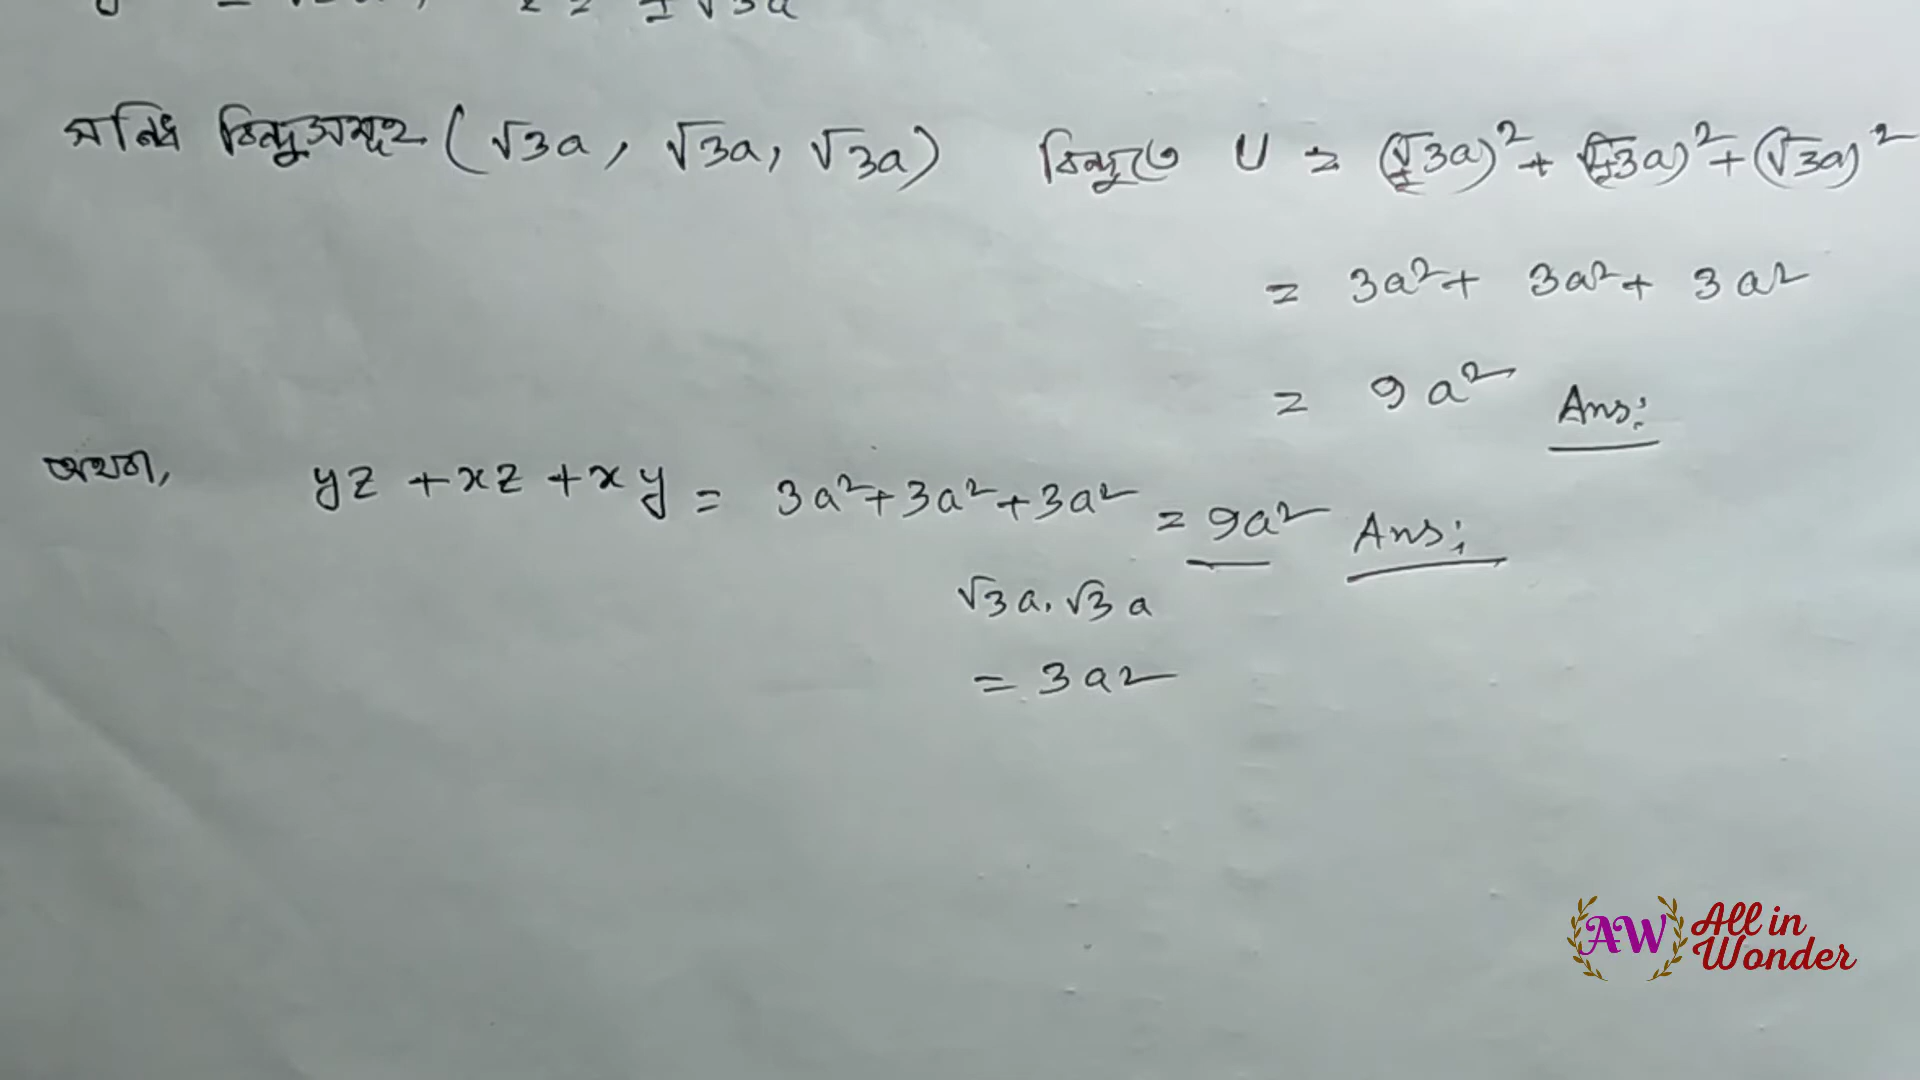 সন্ধি বিন্দুসমূহ (√3a, √3a, √3a) বিন্দুতে U = (±√3a)² + (±√3a)² + (√3a)²
= 3a² + 3a² + 3a²
= 9a² Ans:
অথবা, yz + xz + xy = 3a² + 3a² + 3a² = 9a² Ans:
√3a. √3a
= 3a²
AW All in
Wonder